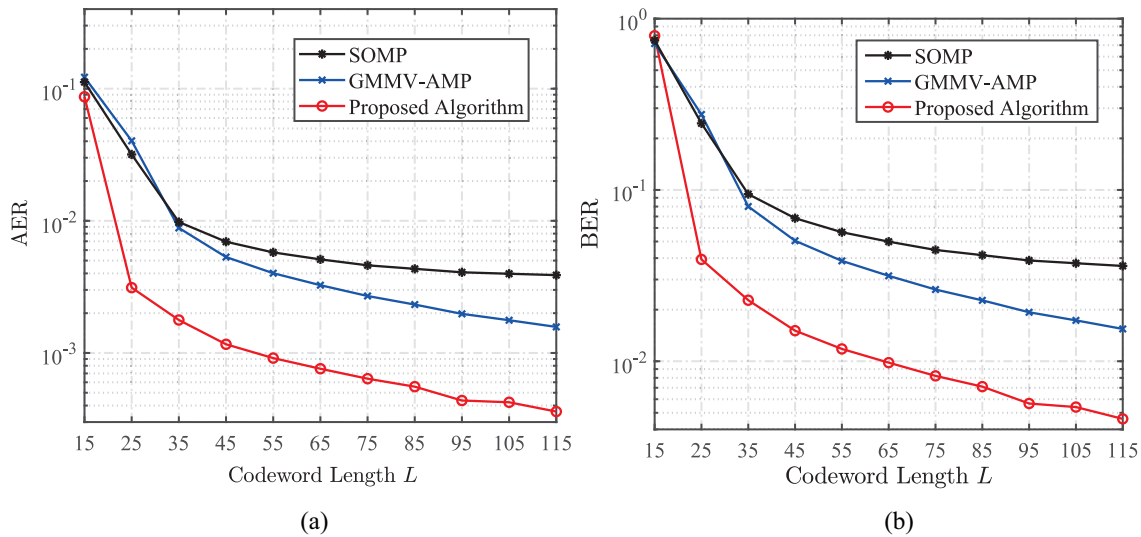 SOMP
GMMV-AMP
Proposed Algorithm
10^{-1}
10^{-2}
10^{-3}
AER
15 25 35 45 55 65 75 85 95 105 115
Codeword Length L
(a)
SOMP
GMMV-AMP
Proposed Algorithm
10^{0}
10^{-1}
10^{-2}
BER
15 25 35 45 55 65 75 85 95 105 115
Codeword Length L
(b)